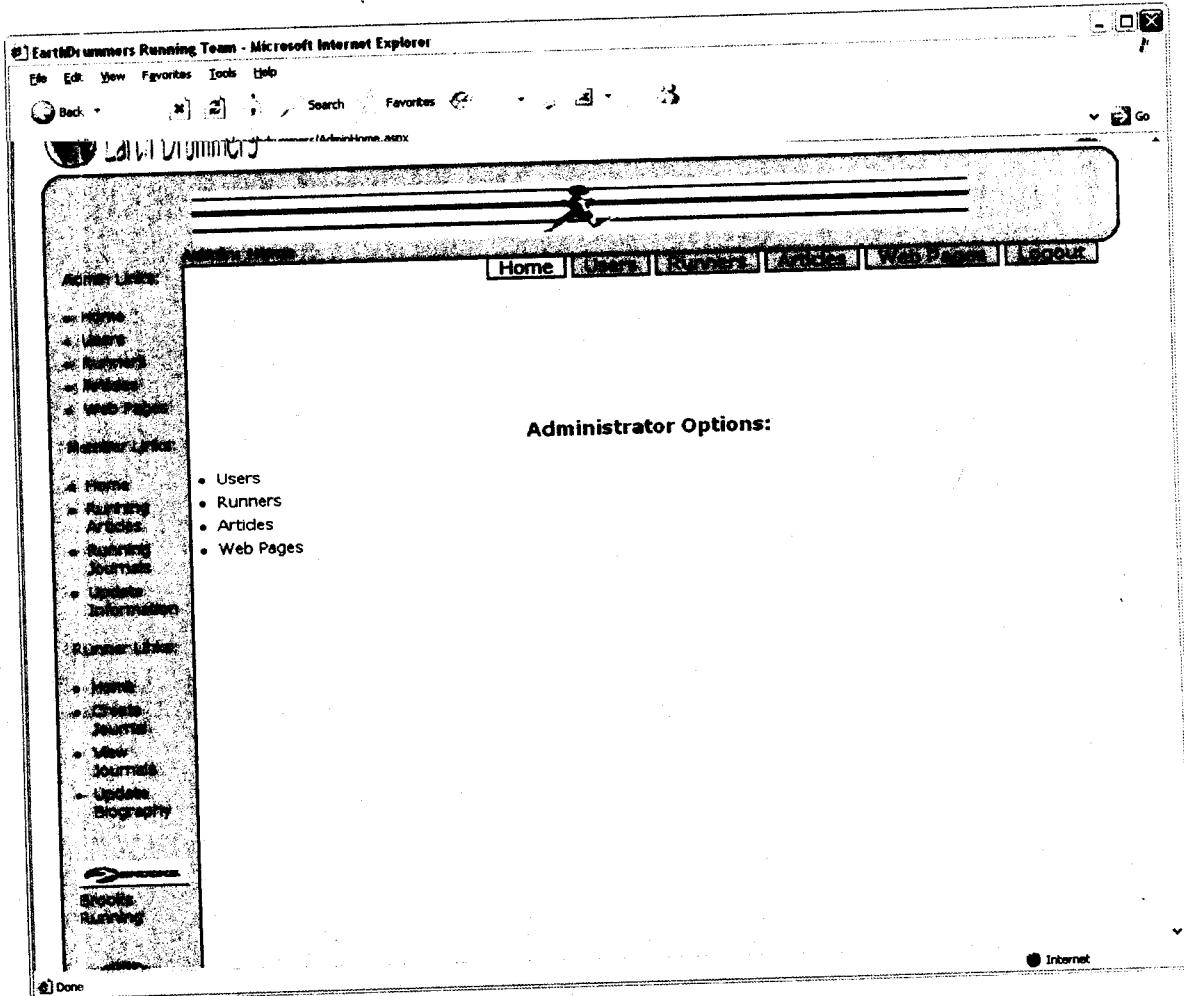 EarthDrummers Running Team - Microsoft Internet Explorer
File Edit View Favorites Tools Help
Back Search Favorites
Go
Earth Drummers
drummers/AdminHome.aspx
Home Users Runners Articles Web Pages Logout
Admin Links:
Home
Users
Runners
Articles
Web Pages
Member Links:
Home
Running
Articles
Running
Journals
Update
Information
Runner Links:
Home
Create
Journal
View
Journals
Update
Biography
Brooks
Running
Administrator Options:
• Users
• Runners
• Articles
• Web Pages
Internet
Done